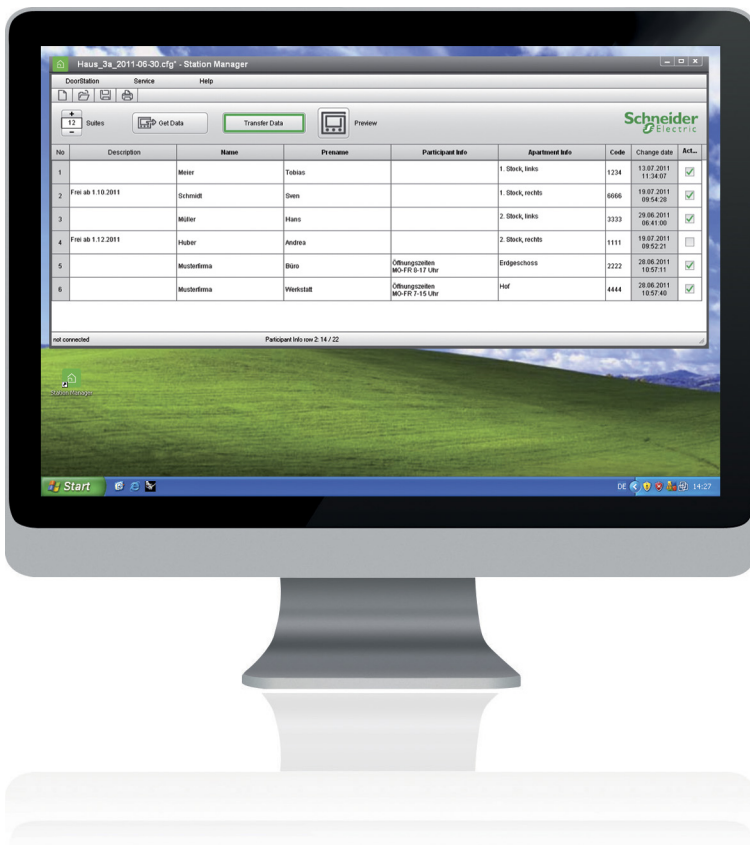 Haus_3a_2011-06-30.cfg* - Station Manager
DoorStation Service Help
+
12 Suites
-
Get Data
Transfer Data
Preview
Schneider
Electric
No Description Name Prename Participant Info Apartment Info Code Change date Act...
1 Meier Tobias 1. Stock, links 1234 13.07.2011 11:34:07
2 Frei ab 1.10.2011 Schmidt Sven 1. Stock, rechts 6666 19.07.2011 09:54:28
3 Müller Hans 2. Stock, links 3333 29.06.2011 06:41:00
4 Frei ab 1.12.2011 Huber Andrea 2. Stock, rechts 1111 19.07.2011 09:52:21
5 Musterfirma Büro Öffnungszeiten MO-FR 8-17 Uhr Erdgeschoss 2222 28.06.2011 10:57:11
6 Musterfirma Werkstatt Öffnungszeiten MO-FR 7-15 Uhr Hof 4444 28.06.2011 10:57:40
not connected Participant Info row 2: 14 / 22
Station Manager
Start DE 14:27